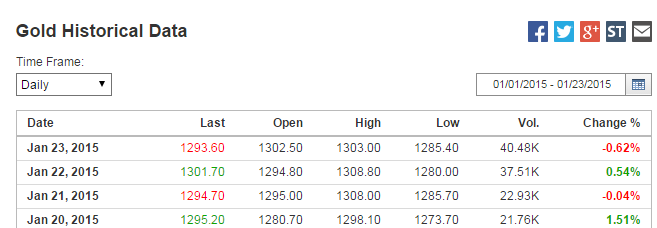 Gold Historical Data
f g+ ST
Time Frame:
Daily 01/01/2015 - 01/23/2015
Date Last Open High Low Vol. Change %
Jan 23, 2015 1293.60 1302.50 1303.00 1285.40 40.48K -0.62%
Jan 22, 2015 1301.70 1294.80 1308.80 1280.00 37.51K 0.54%
Jan 21, 2015 1294.70 1295.00 1308.00 1285.70 22.93K -0.04%
Jan 20, 2015 1295.20 1280.70 1298.10 1273.70 21.76K 1.51%